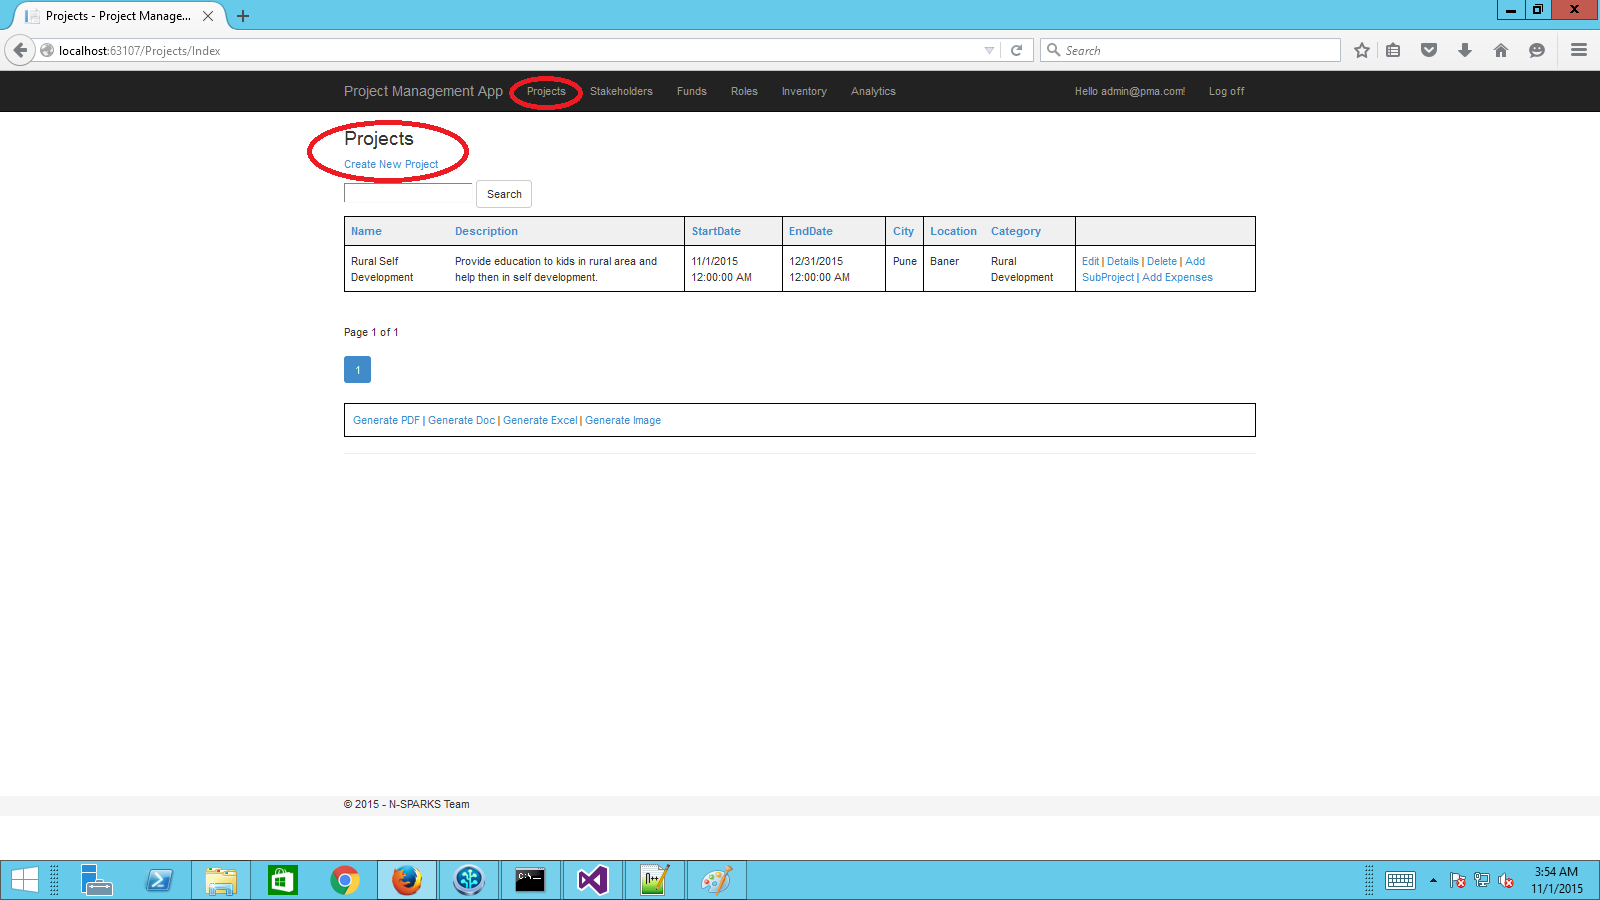 Projects - Project Manage...
localhost:63107/Projects/Index
Search
Project Management App Projects Stakeholders Funds Roles Inventory Analytics Hello admin@pma.com! Log off
Projects
Create New Project
Search
Name Description StartDate EndDate City Location Category
Rural Self Provide education to kids in rural area and 11/1/2015 12/31/2015 Pune Baner Rural Edit | Details | Delete | Add
Development help then in self development. 12:00:00 AM 12:00:00 AM Development SubProject | Add Expenses
Page 1 of 1
1
Generate PDF | Generate Doc | Generate Excel | Generate Image
© 2015 - N-SPARKS Team
3:54 AM
11/1/2015